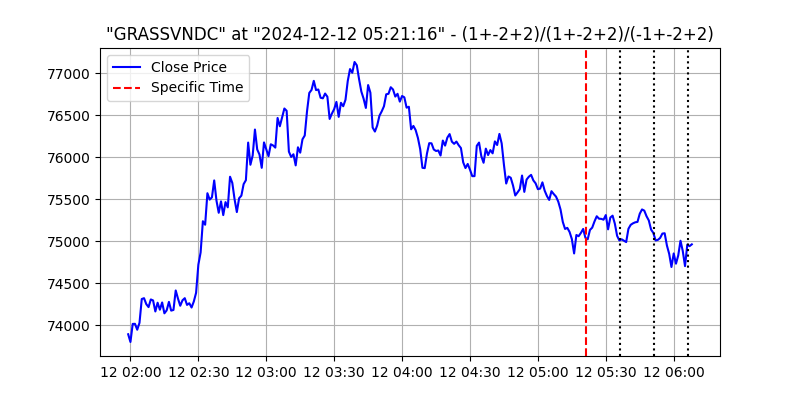 "GRASSVNDC" at "2024-12-12 05:21:16" - (1+-2+2)/(1+-2+2)/(-1+-2+2)
Close Price
Specific Time
77000
76500
76000
75500
75000
74500
74000
12 02:00 12 02:30 12 03:00 12 03:30 12 04:00 12 04:30 12 05:00 12 05:30 12 06:00